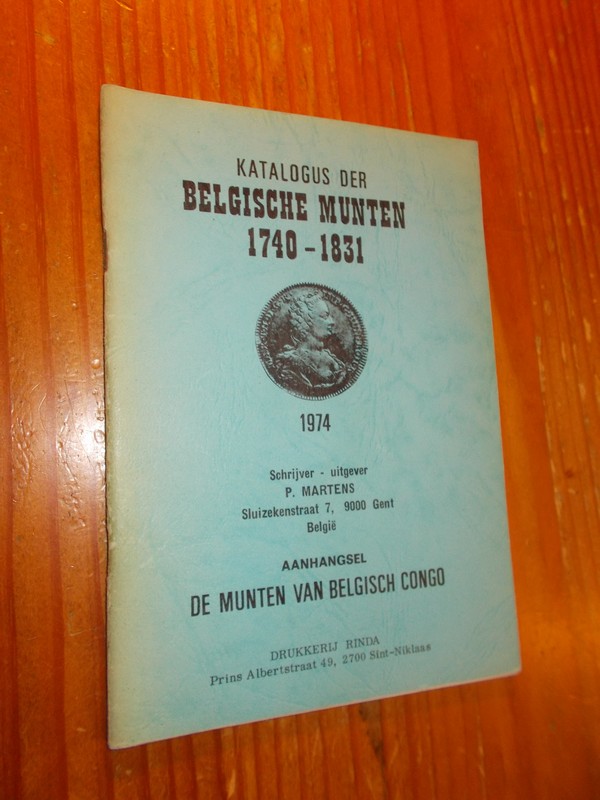 KATALOGUS DER
BELGISCHE MUNTEN
1740 - 1831
1974
Schrijver - uitgever
P. MARTENS
Sluizekenstraat 7, 9000 Gent
België
AANHANGSEL
DE MUNTEN VAN BELGISCH CONGO
DRUKKERIJ RINDA
Prins Albertstraat 49, 2700 Sint-Niklaas